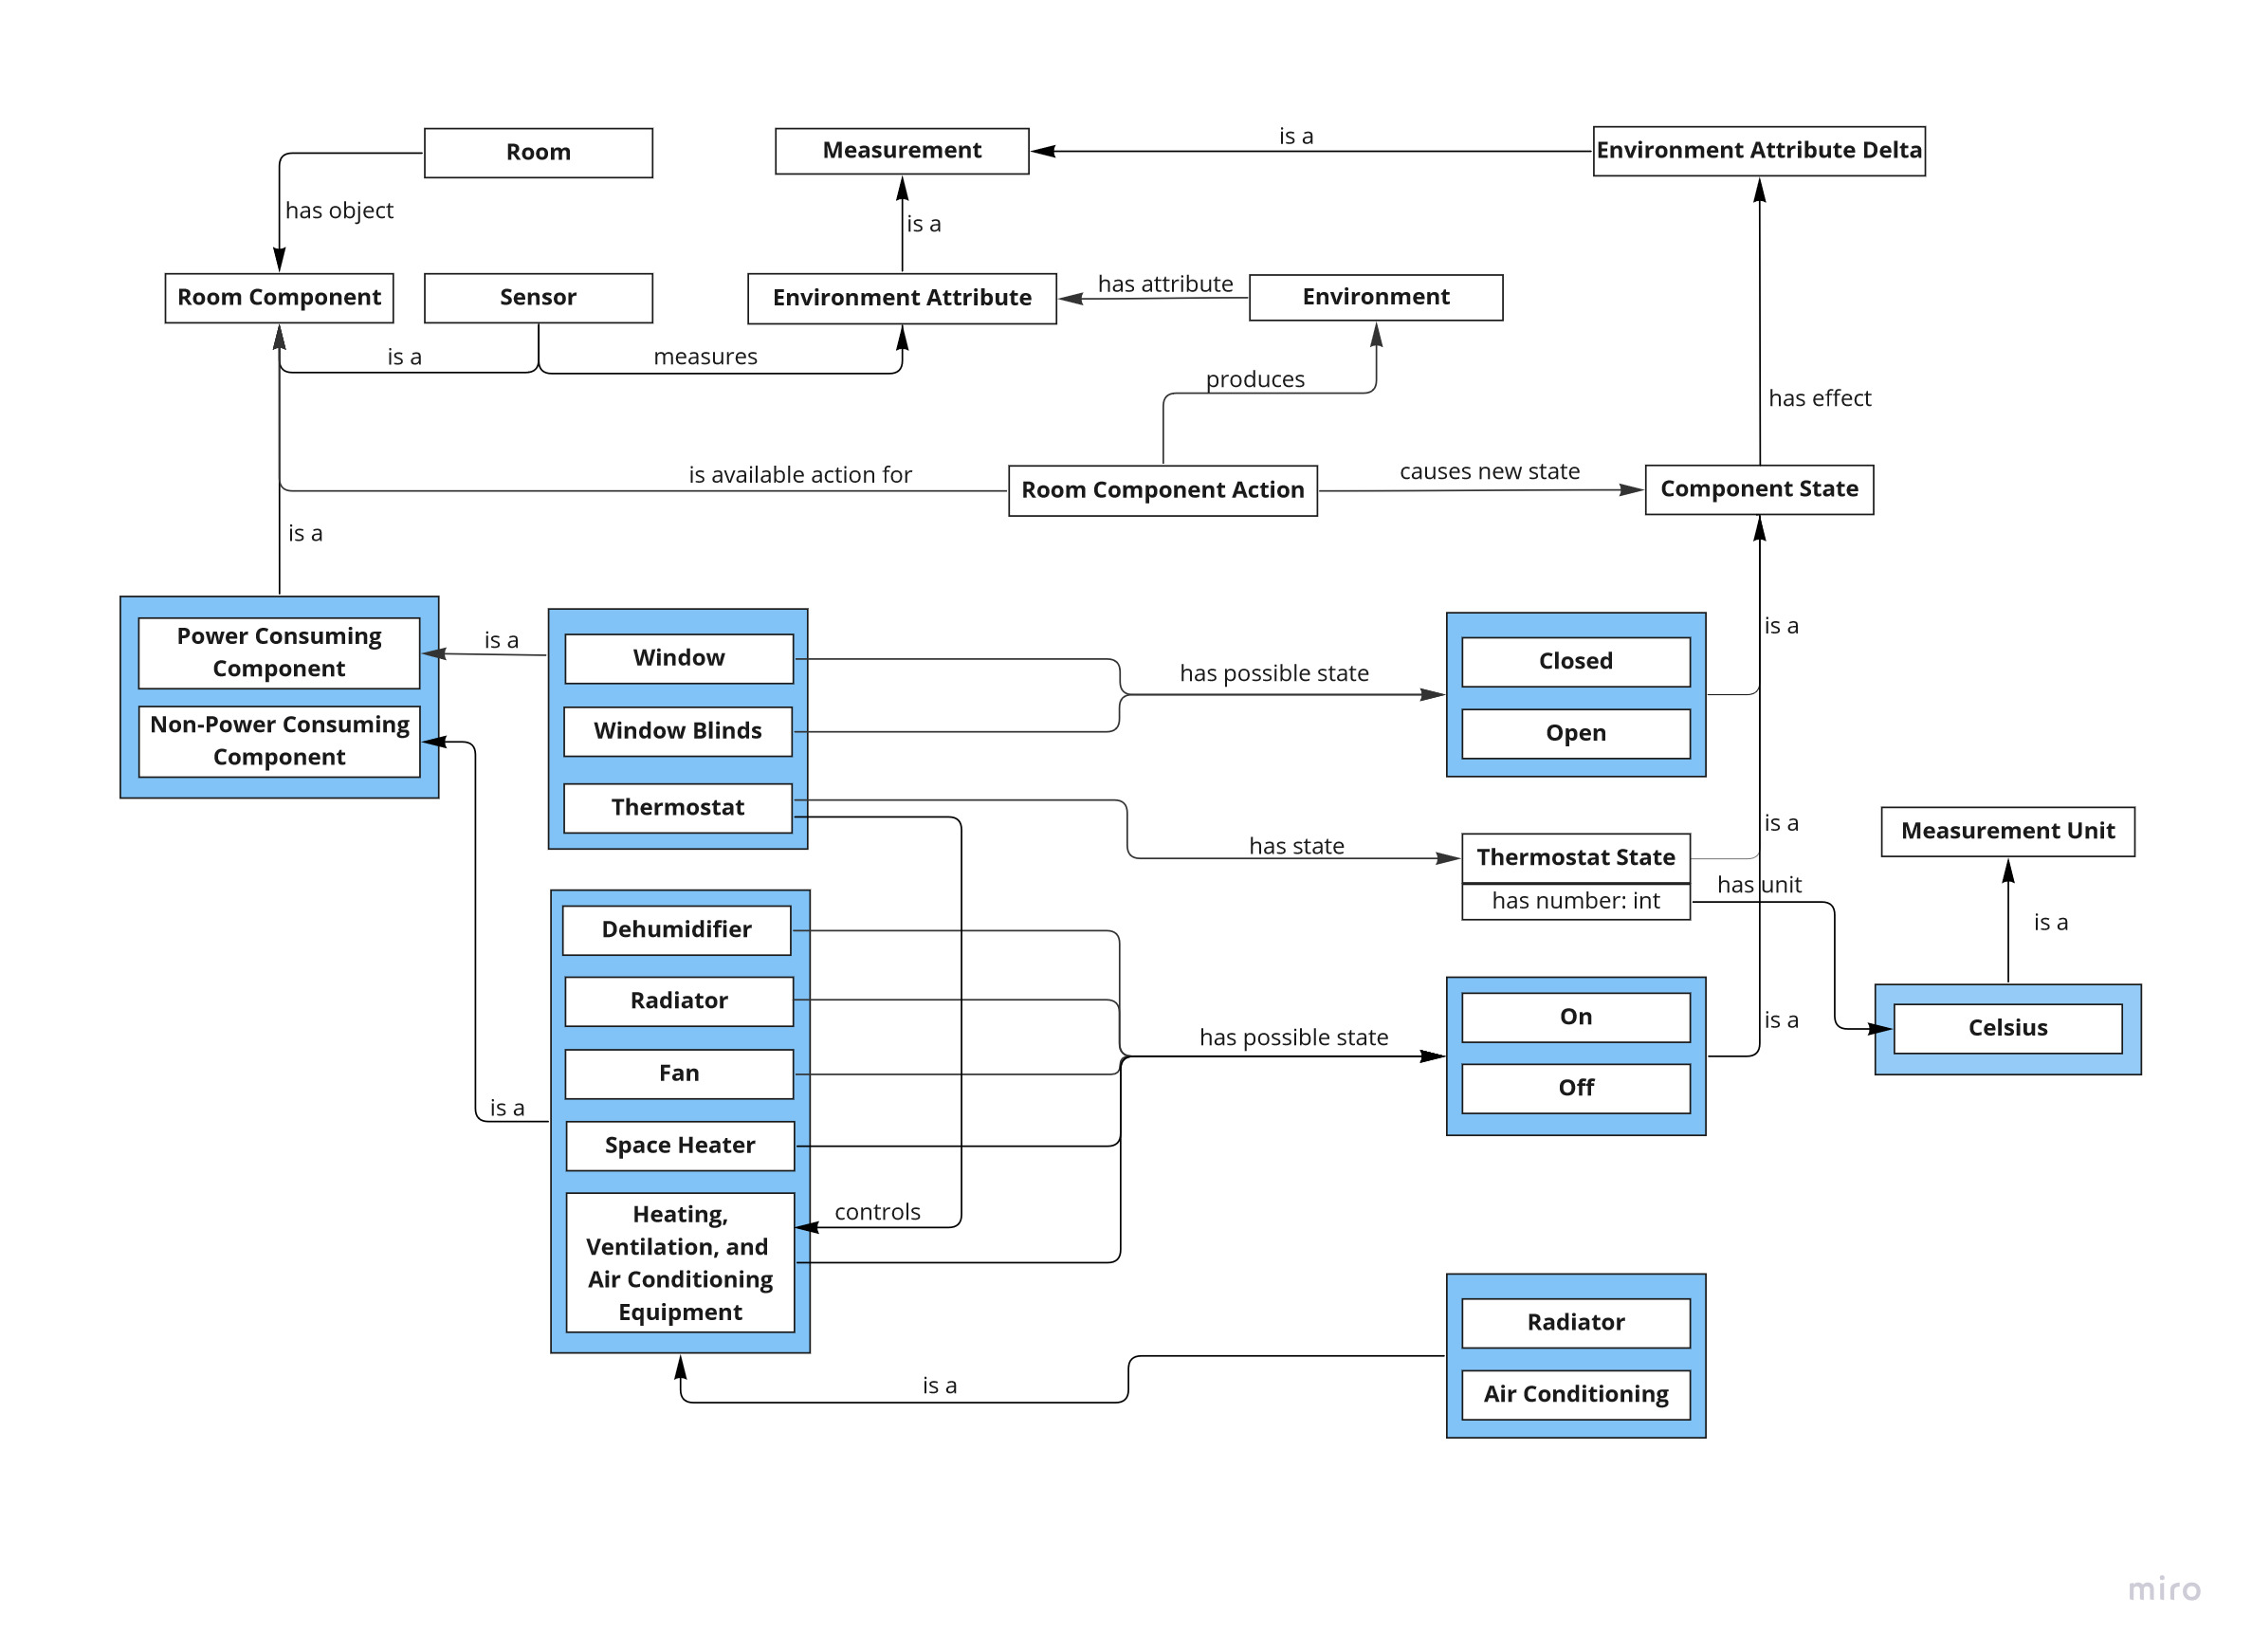 Room
Measurement
is a
Environment Attribute Delta
has object
is a
Room Component
Sensor
Environment Attribute
has attribute
Environment
is a
measures
produces
has effect
is available action for
Room Component Action
causes new state
Component State
is a
Power Consuming
Component
Non-Power Consuming
Component
is a
Window
Window Blinds
Thermostat
has possible state
Closed
Open
is a
has state
Thermostat State
has number: int
is a
has unit
Measurement Unit
is a
Celsius
Dehumidifier
Radiator
Fan
Space Heater
Heating,
Ventilation, and
Air Conditioning
Equipment
is a
controls
has possible state
On
Off
is a
is a
Radiator
Air Conditioning
miro